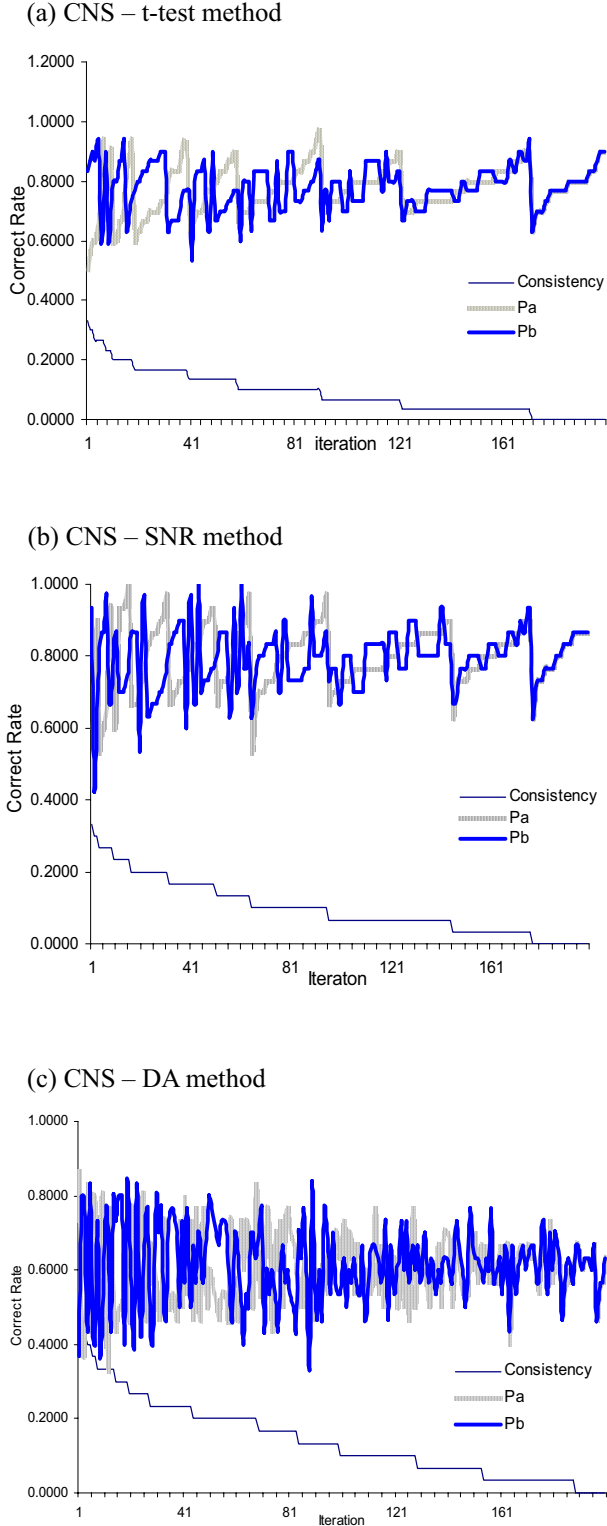 (a) CNS – t-test method
1.2000
1.0000
0.8000
0.6000
0.4000
0.2000
0.0000
Correct Rate
Consistency
Pa
Pb
1 41 81 iteration 121 161
(b) CNS – SNR method
1.0000
0.8000
0.6000
0.4000
0.2000
0.0000
Correct Rate
Consistency
Pa
Pb
1 41 81 121 161
Iteraton
(c) CNS – DA method
1.0000
0.8000
0.6000
0.4000
0.2000
0.0000
Correct Rate
Consistency
Pa
Pb
1 41 81 121 161
Iteration